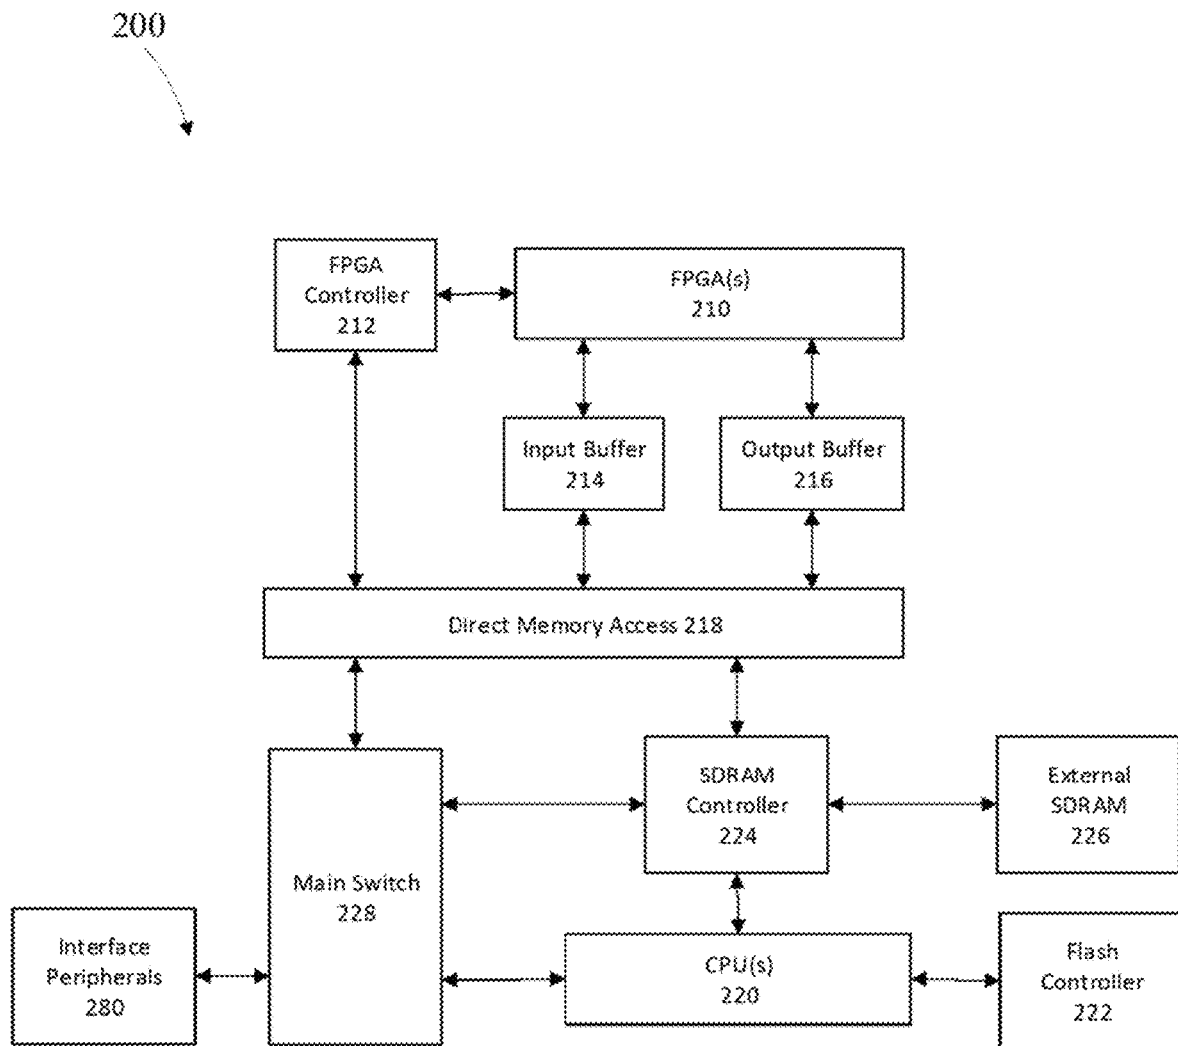 200
FPGA
Controller
212
FPGA(s)
210
Input Buffer
214
Output Buffer
216
Direct Memory Access 218
SDRAM
Controller
224
External
SDRAM
226
Main Switch
228
Interface
Peripherals
280
CPU(s)
220
Flash
Controller
222